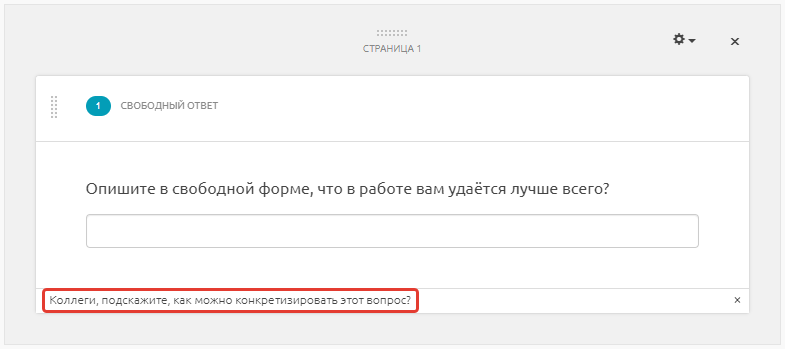 СТРАНИЦА 1
1 СВОБОДНЫЙ ОТВЕТ
Опишите в свободной форме, что в работе вам удаётся лучше всего?
Коллеги, подскажите, как можно конкретизировать этот вопрос?